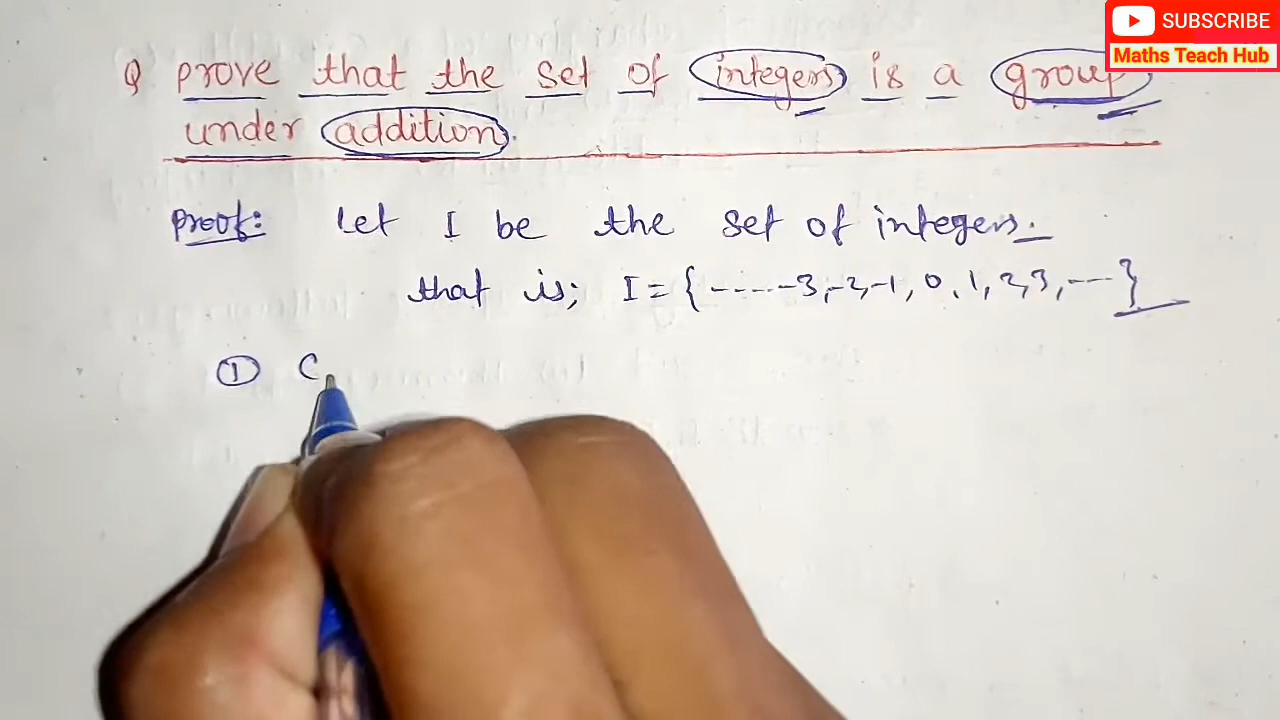 SUBSCRIBE
Maths Teach Hub
Q prove that the set of integers is a group
under addition.
Proof: Let I be the set of integers.
that is; I = { ------3, -2, -1, 0, 1, 2, 3, ---- }
① C